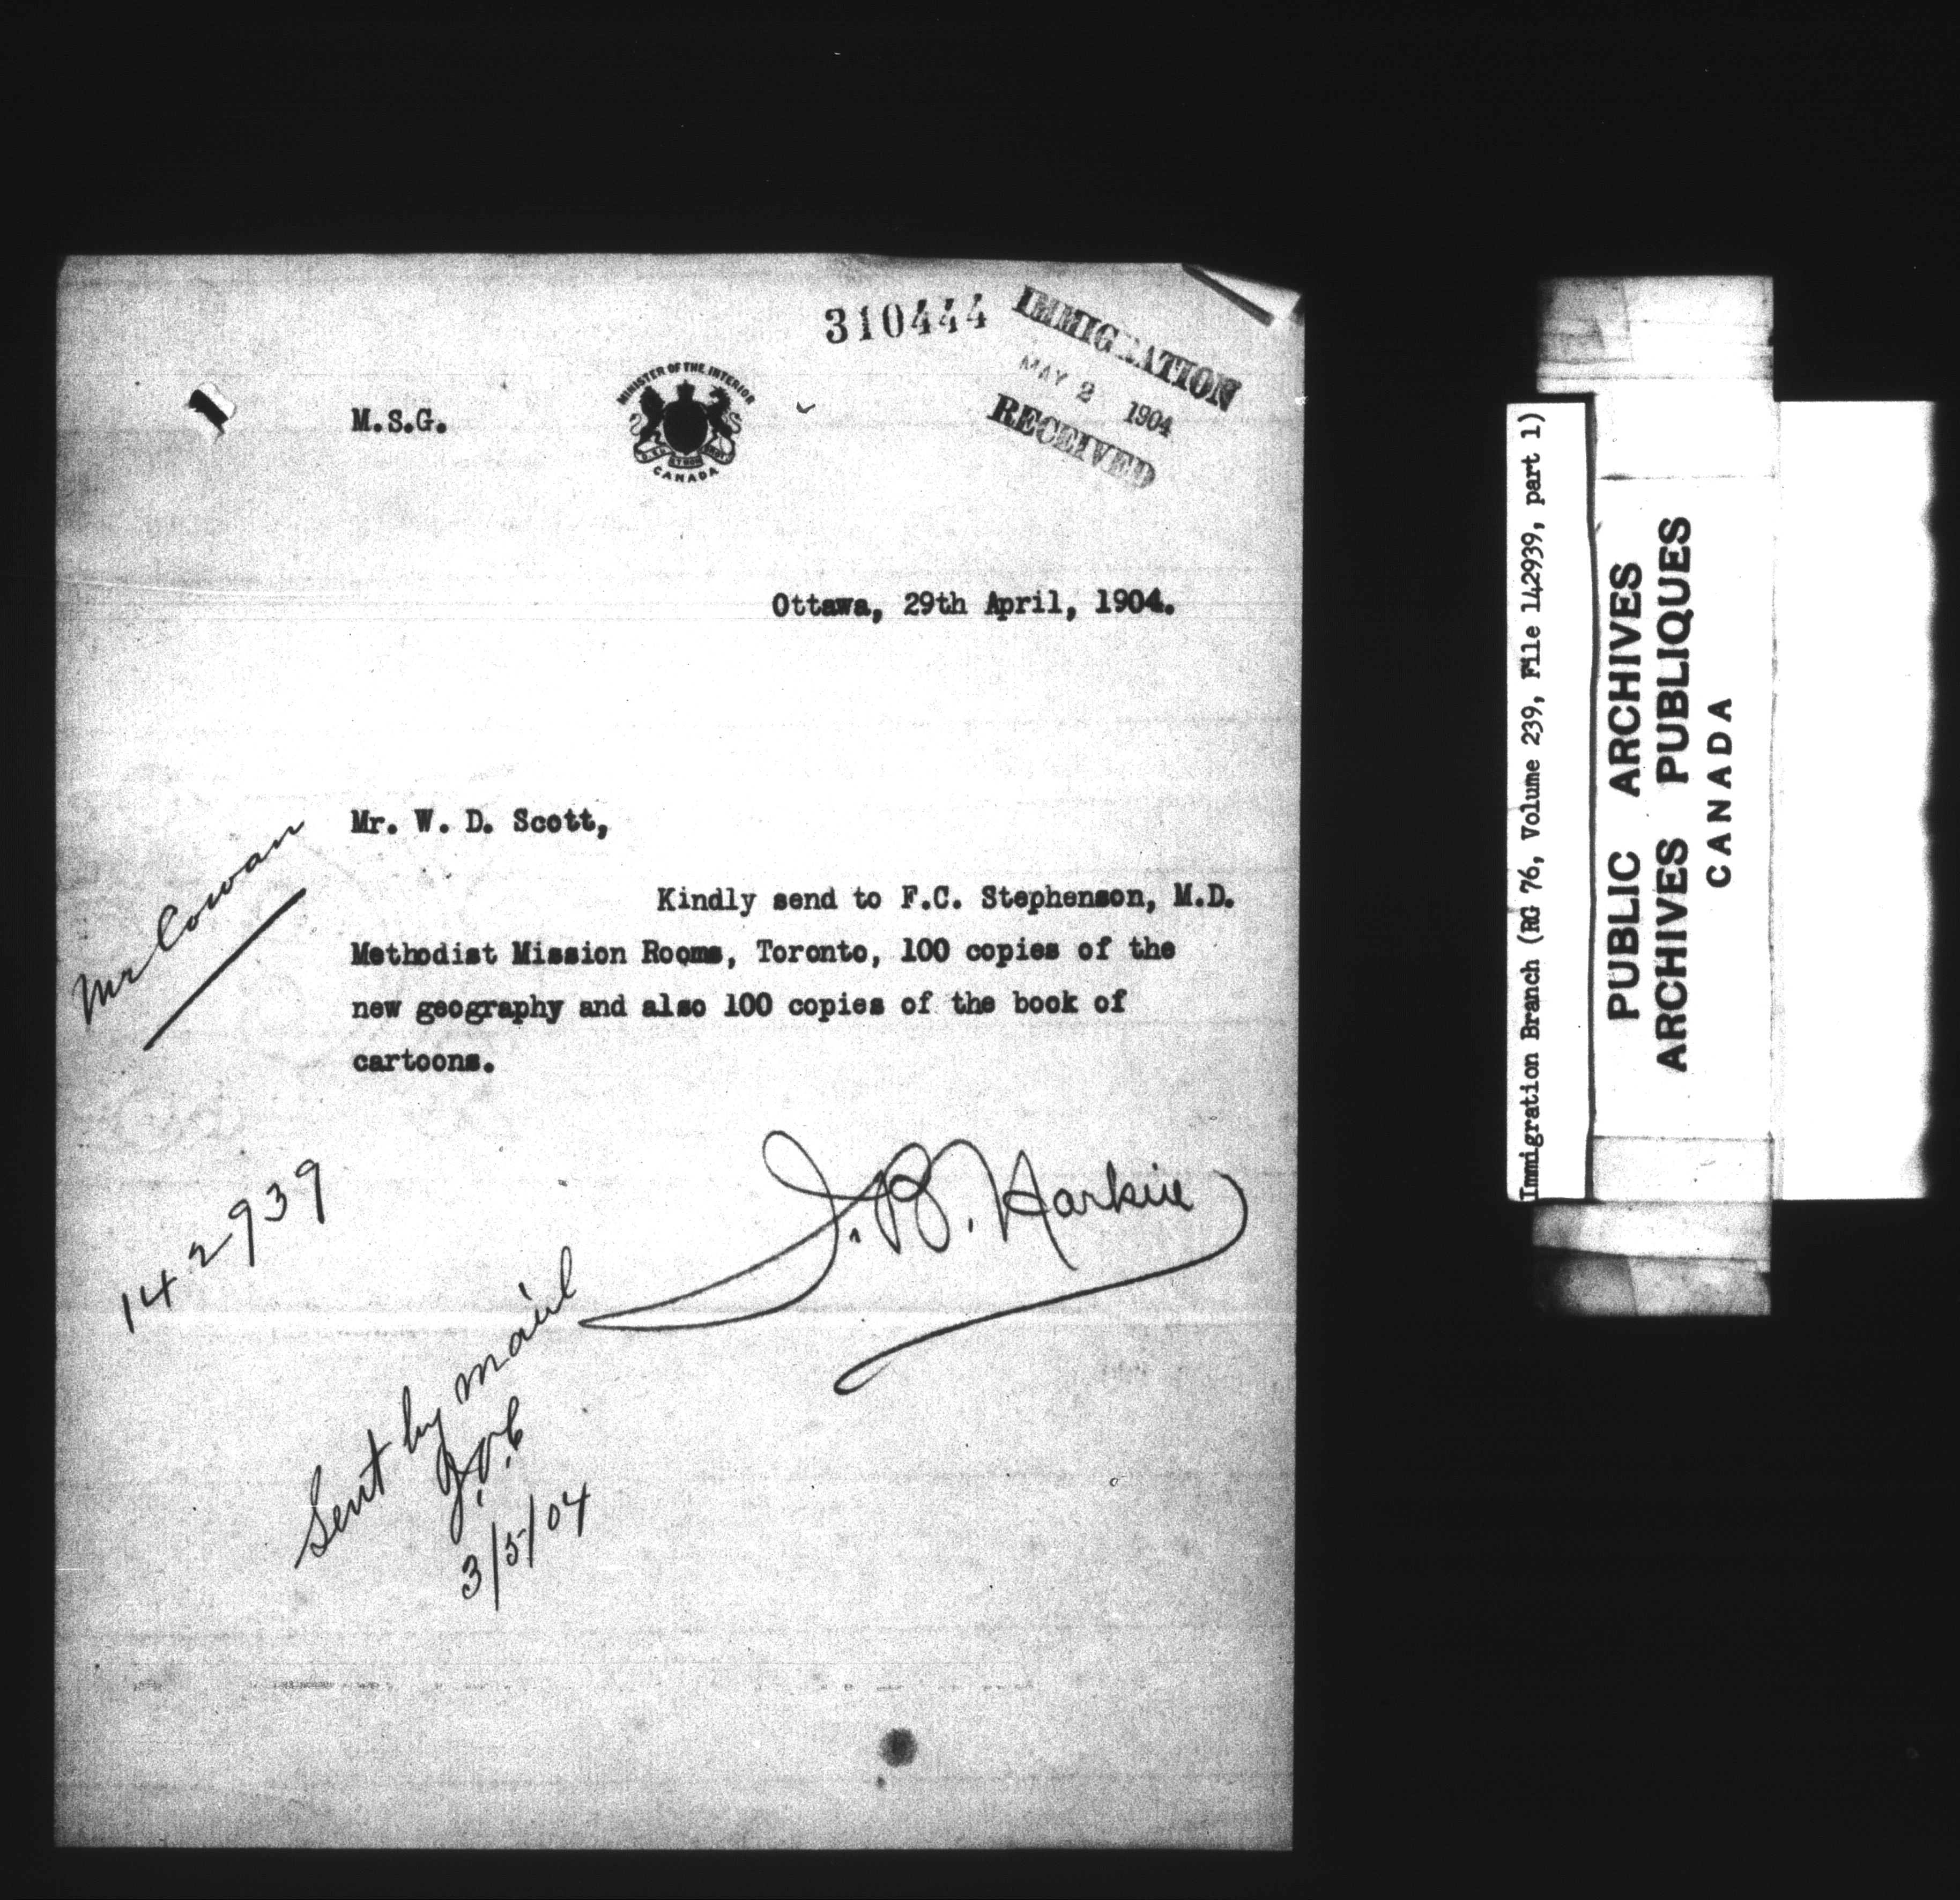 310444
IMMIGRATION
MAY 2 1904
RECEIVED
MINISTER OF THE INTERIOR
CANADA
M.S.G.
Ottawa, 29th April, 1904.
Mr. W. D. Scott,
Mr Cowan
Kindly send to F.C. Stephenson, M.D.
Methodist Mission Rooms, Toronto, 100 copies of the
new geography and also 100 copies of the book of
cartoons.
J. B. Harkin
142939
Sent by mail
3/5/04
Immigration Branch (RG 76, Volume 239, File 142939, part 1)
PUBLIC ARCHIVES
ARCHIVES PUBLIQUES
CANADA